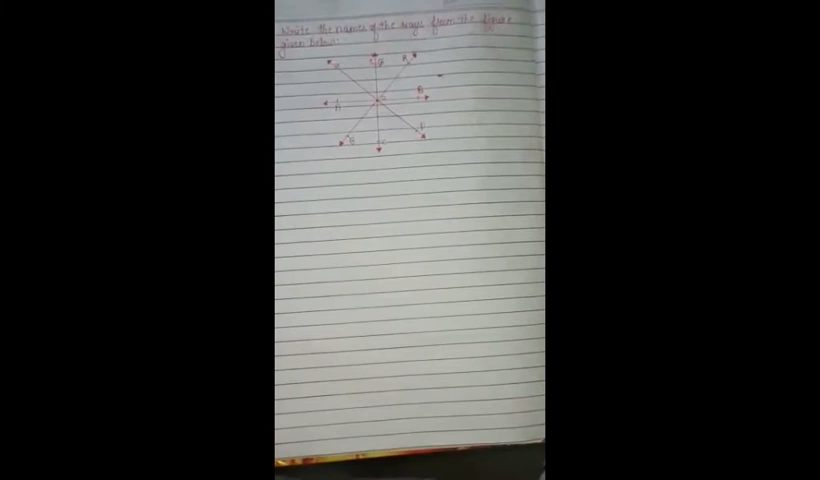 Write the names of the rays from the figure
given below:
A
B
D
C